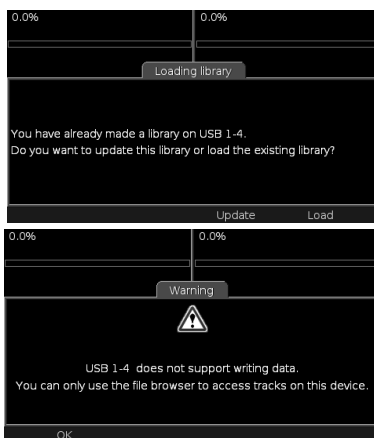 0.0% 0.0%
Loading library
You have already made a library on USB 1-4.
Do you want to update this library or load the existing library?
Update Load
0.0% 0.0%
Warning
USB 1-4 does not support writing data.
You can only use the file browser to access tracks on this device.
OK